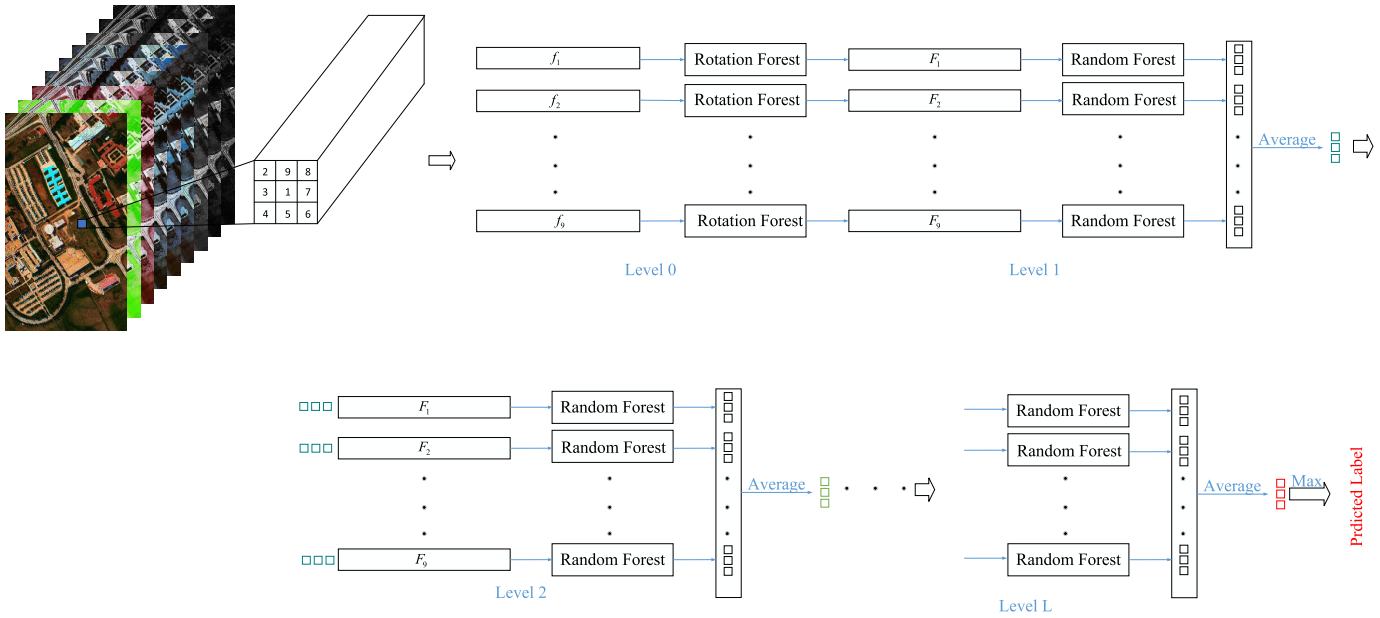 2 9 8
3 1 7
4 5 6
f1 Rotation Forest F1 Random Forest
f2 Rotation Forest F2 Random Forest
Average
f9 Rotation Forest F9 Random Forest
Level 0 Level 1
F1 Random Forest
F2 Random Forest
Average
F9 Random Forest
Level 2
Random Forest
Random Forest
Average Max
Random Forest
Level L
Prdicted Label